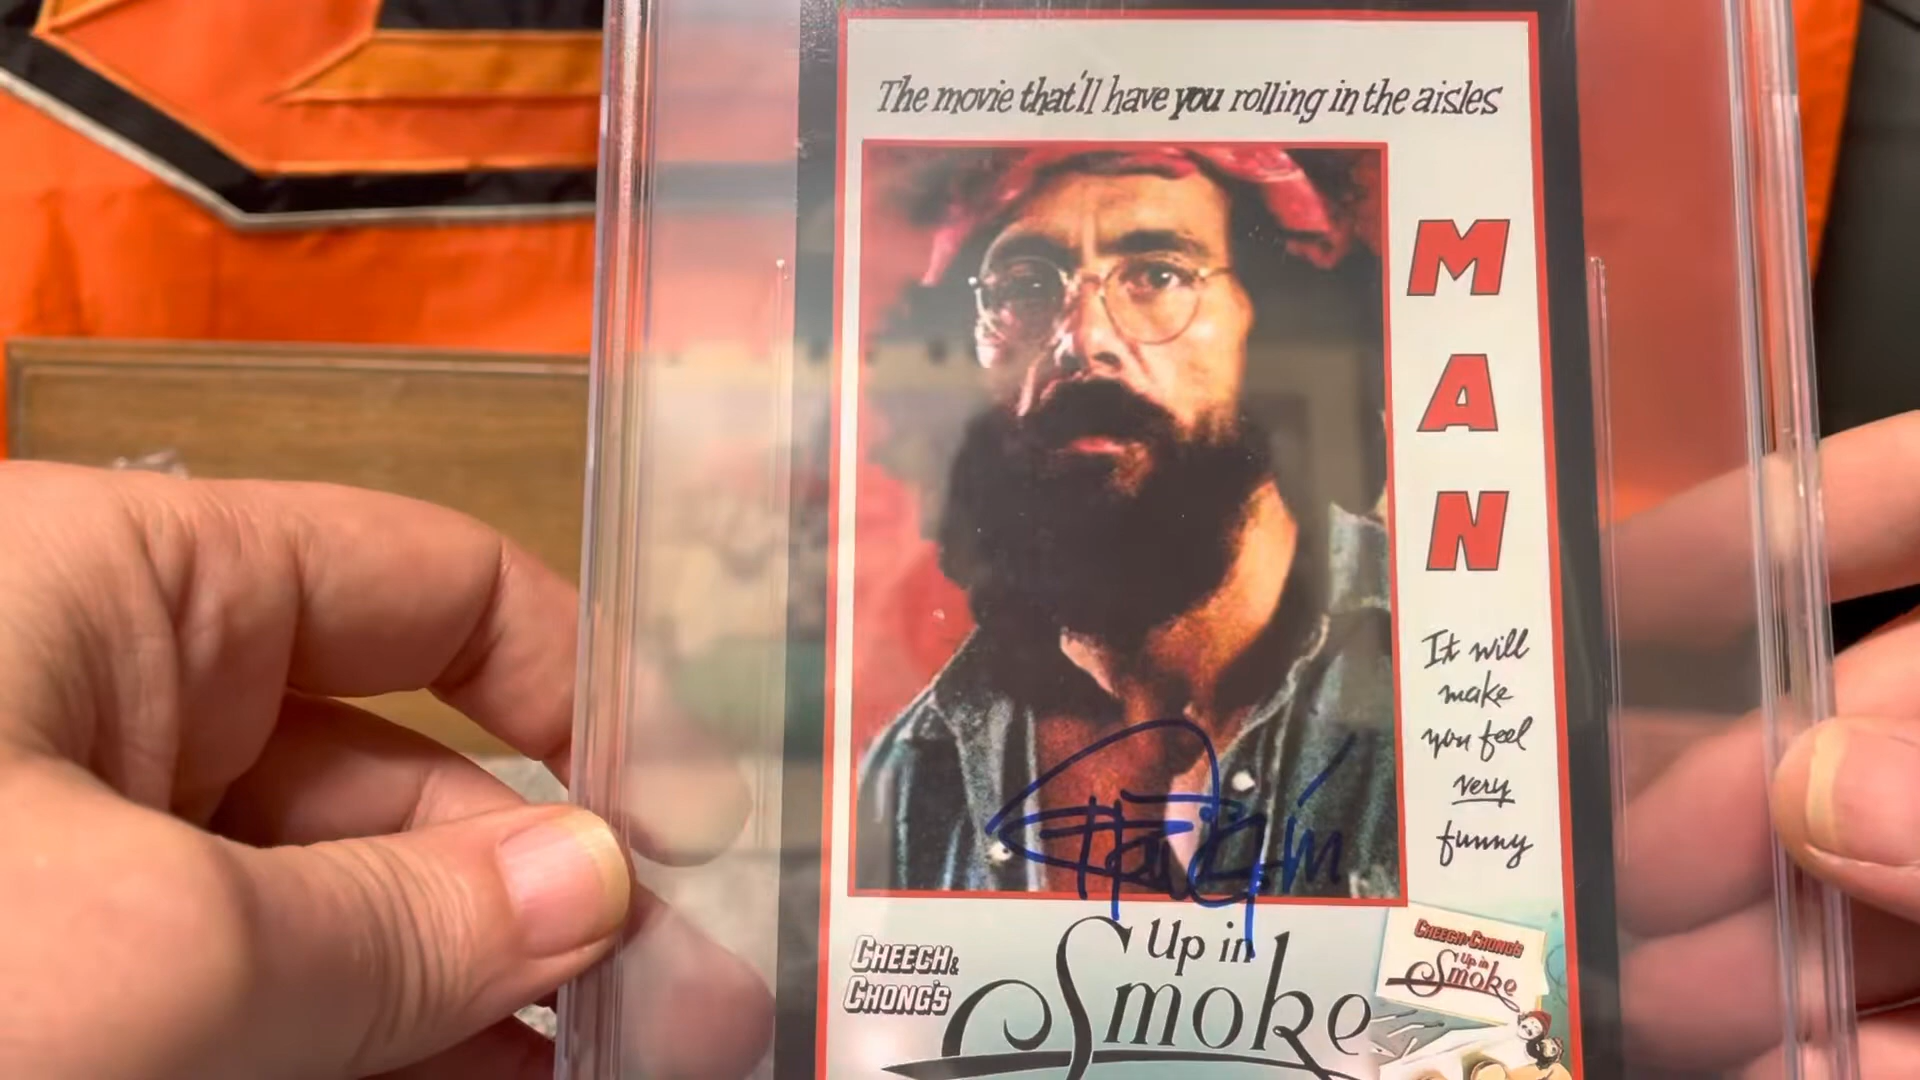 The movie that'll have you rolling in the aisles
M
A
N
It will
make
you feel
very
funny
CHEECH &
CHONG'S
Up in
Smoke
CHEECH & CHONG'S
Up in
Smoke